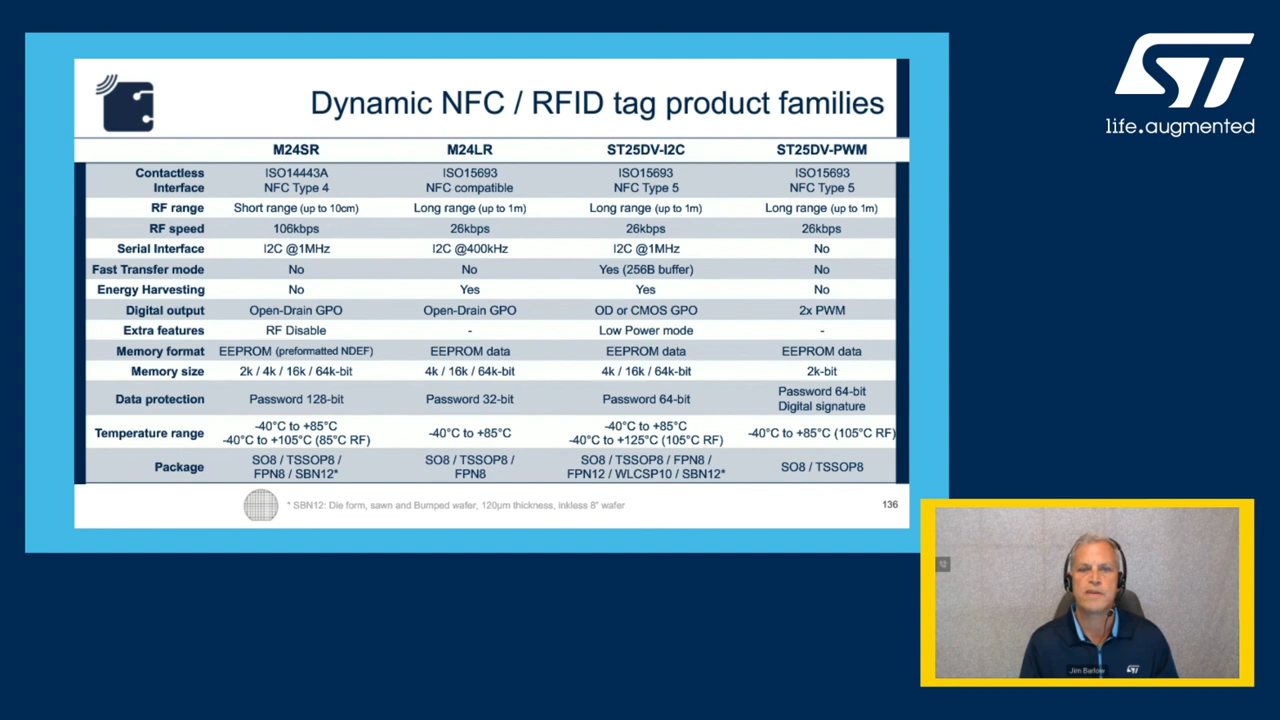 ST
life.augmented
Dynamic NFC / RFID tag product families
M24SR M24LR ST25DV-I2C ST25DV-PWM
Contactless Interface ISO14443A NFC Type 4 ISO15693 NFC compatible ISO15693 NFC Type 5 ISO15693 NFC Type 5
RF range Short range (up to 10cm) Long range (up to 1m) Long range (up to 1m) Long range (up to 1m)
RF speed 106kbps 26kbps 26kbps 26kbps
Serial Interface I2C @1MHz I2C @400kHz I2C @1MHz No
Fast Transfer mode No No Yes (256B buffer) No
Energy Harvesting No Yes Yes No
Digital output Open-Drain GPO Open-Drain GPO OD or CMOS GPO 2x PWM
Extra features RF Disable - Low Power mode -
Memory format EEPROM (preformatted NDEF) EEPROM data EEPROM data EEPROM data
Memory size 2k / 4k / 16k / 64k-bit 4k / 16k / 64k-bit 4k / 16k / 64k-bit 2k-bit
Data protection Password 128-bit Password 32-bit Password 64-bit Password 64-bit Digital signature
Temperature range -40°C to +85°C -40°C to +105°C (85°C RF) -40°C to +85°C -40°C to +85°C -40°C to +125°C (105°C RF) -40°C to +85°C (105°C RF)
Package SO8 / TSSOP8 / FPN8 / SBN12* SO8 / TSSOP8 / FPN8 SO8 / TSSOP8 / FPN8 / FPN12 / WLCSP10 / SBN12* SO8 / TSSOP8
* SBN12: Die form, sawn and Bumped wafer, 120µm thickness, inkless 8" wafer
136
Jim Barlow
ST